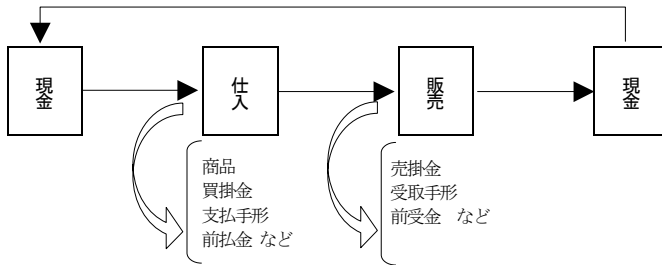 現金
仕入
販売
現金
商品
買掛金
支払手形
前払金 など
売掛金
受取手形
前受金　など